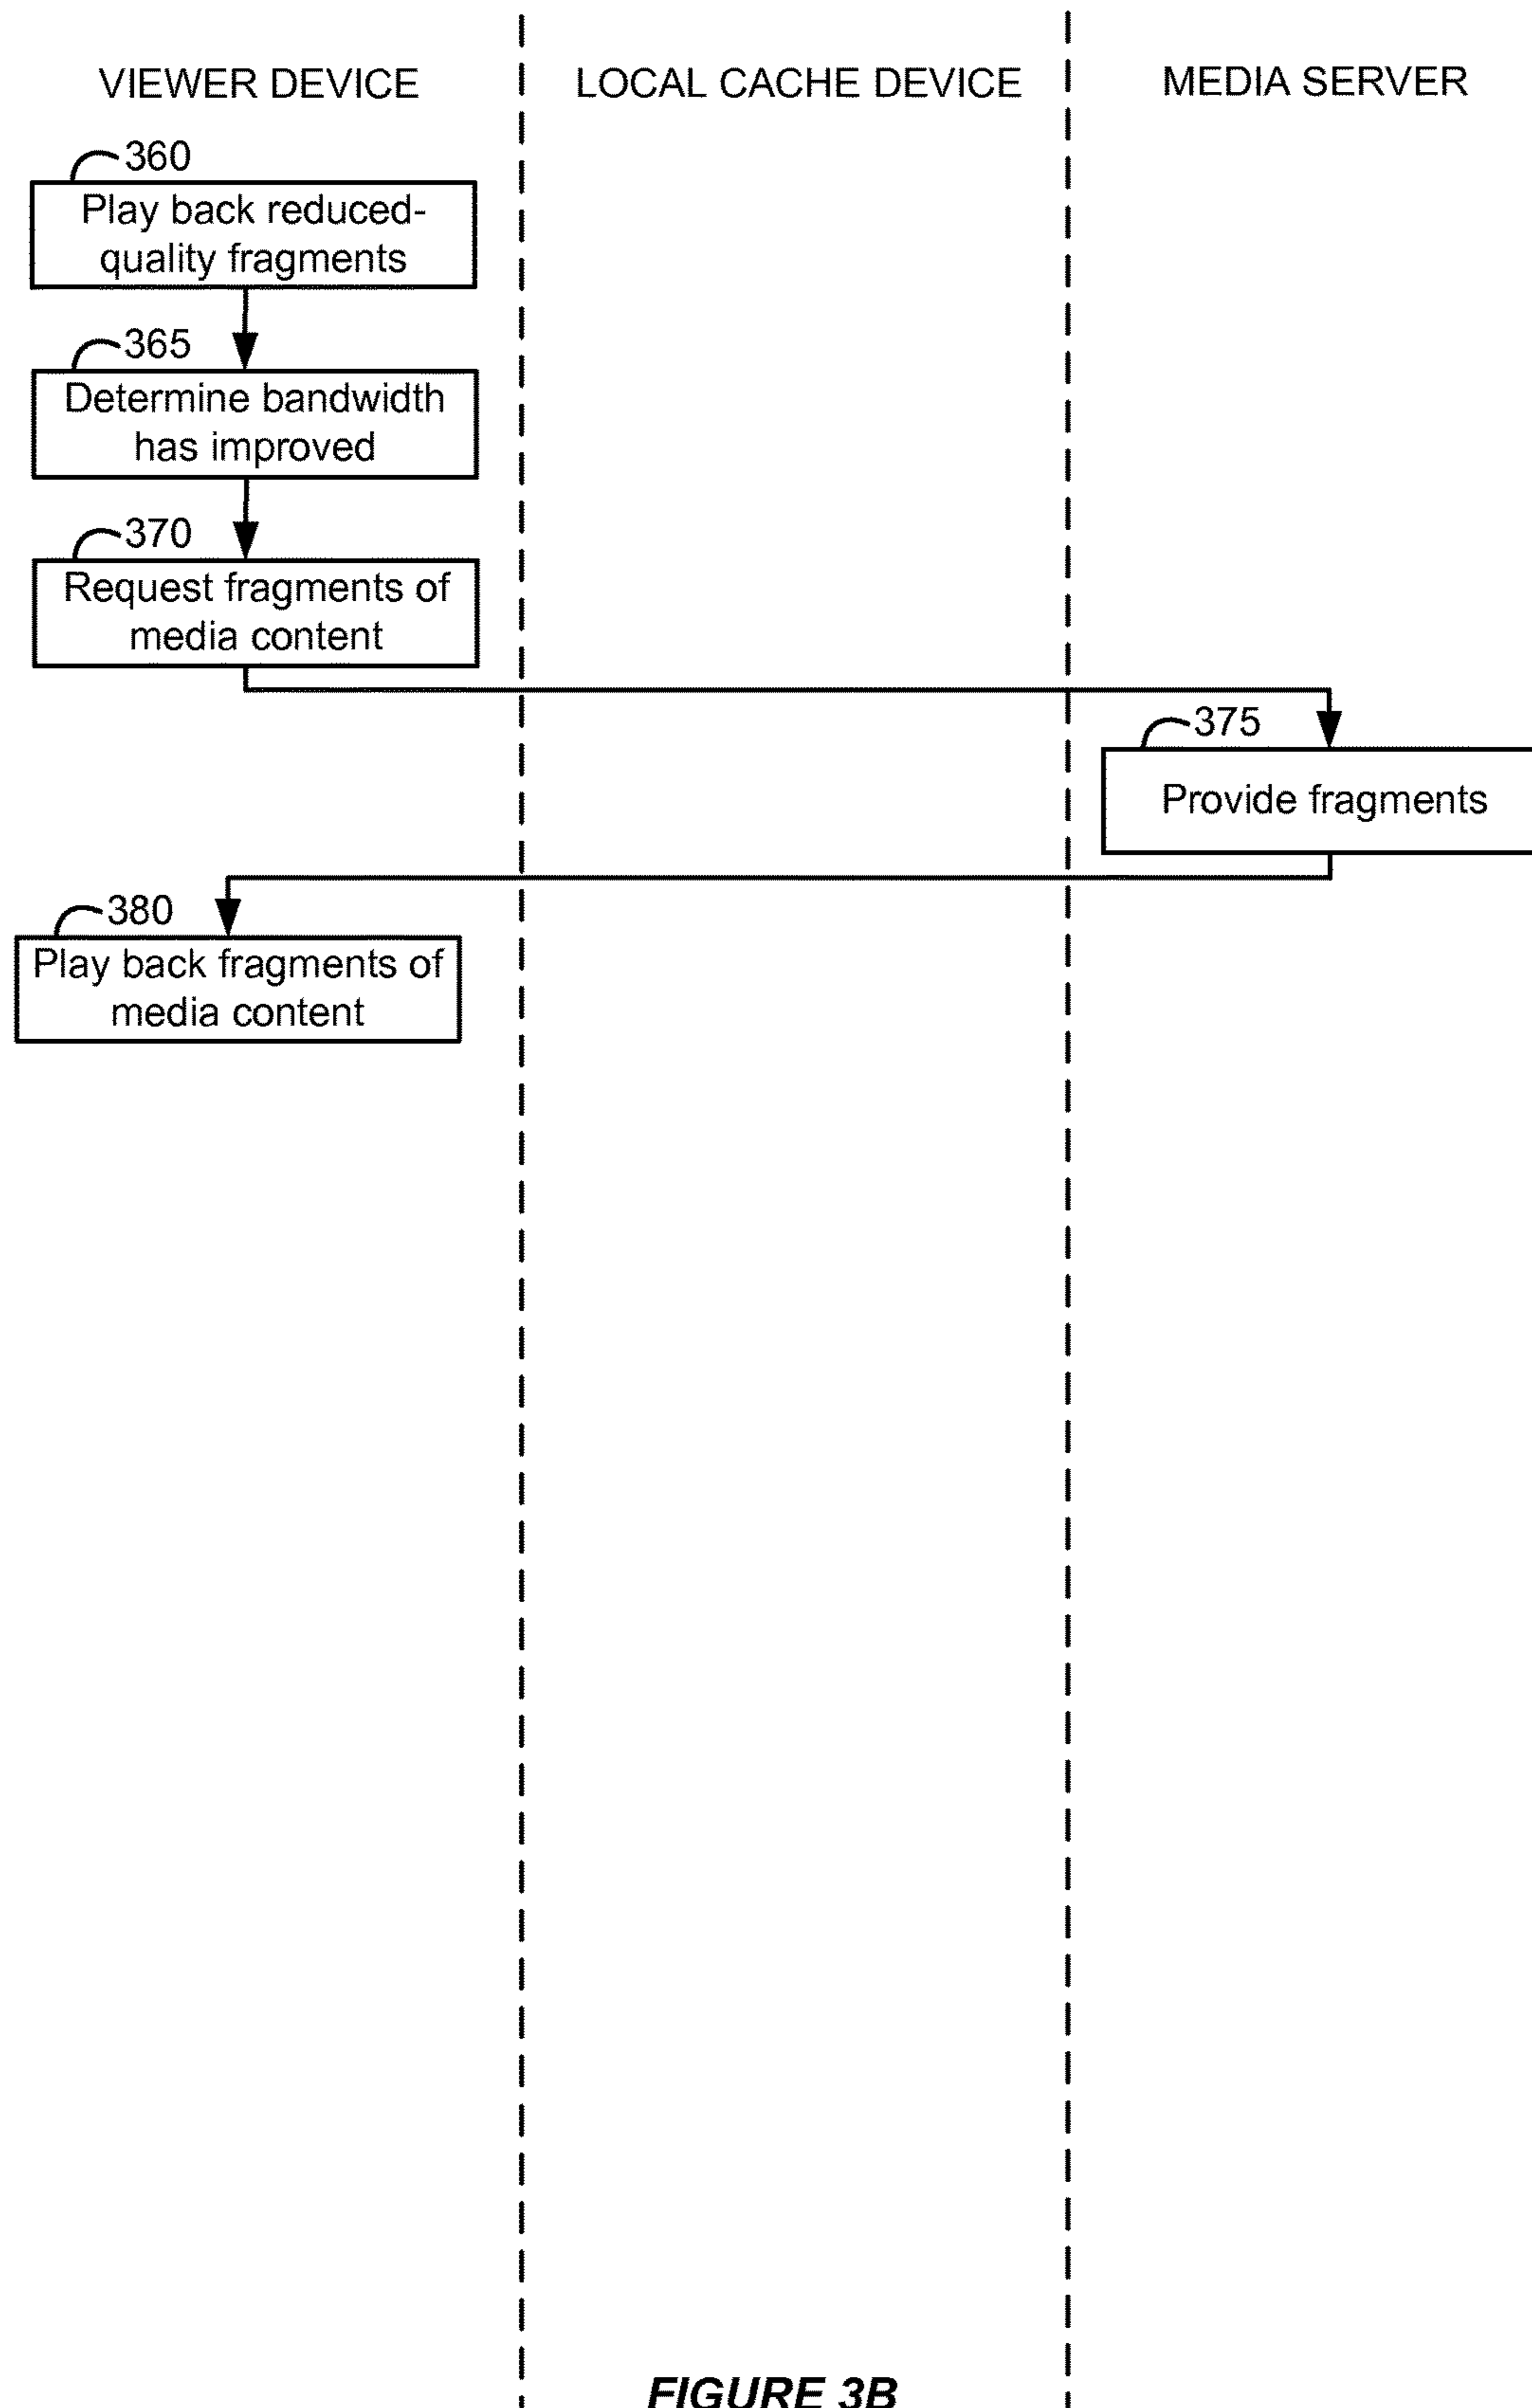 VIEWER DEVICE
LOCAL CACHE DEVICE
MEDIA SERVER
360
Play back reduced-
quality fragments
365
Determine bandwidth
has improved
370
Request fragments of
media content
375
Provide fragments
380
Play back fragments of
media content
FIGURE 3B